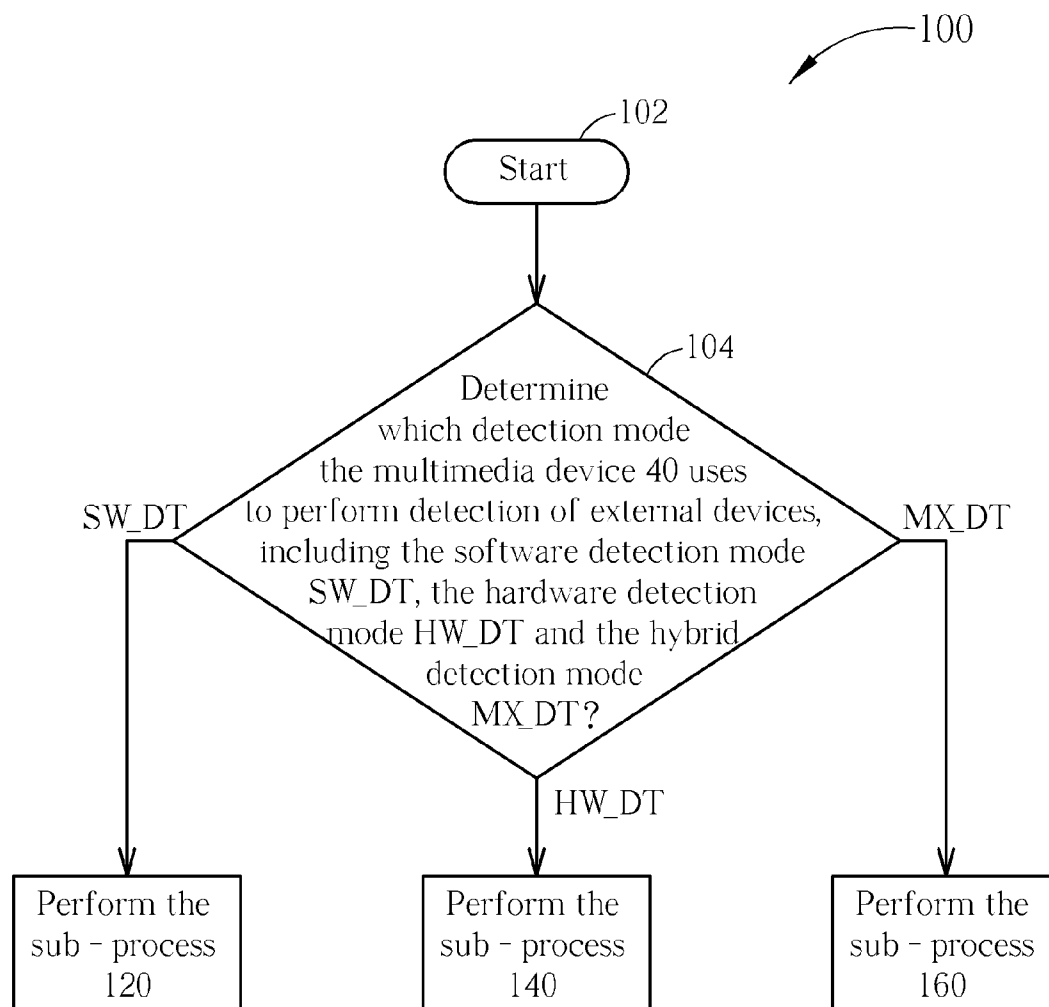 100
102
Start
104
Determine
which detection mode
the multimedia device 40 uses
to perform detection of external devices,
including the software detection mode
SW_DT, the hardware detection
mode HW_DT and the hybrid
detection mode
MX_DT?
SW_DT
MX_DT
HW_DT
Perform the
sub - process
120
Perform the
sub - process
140
Perform the
sub - process
160